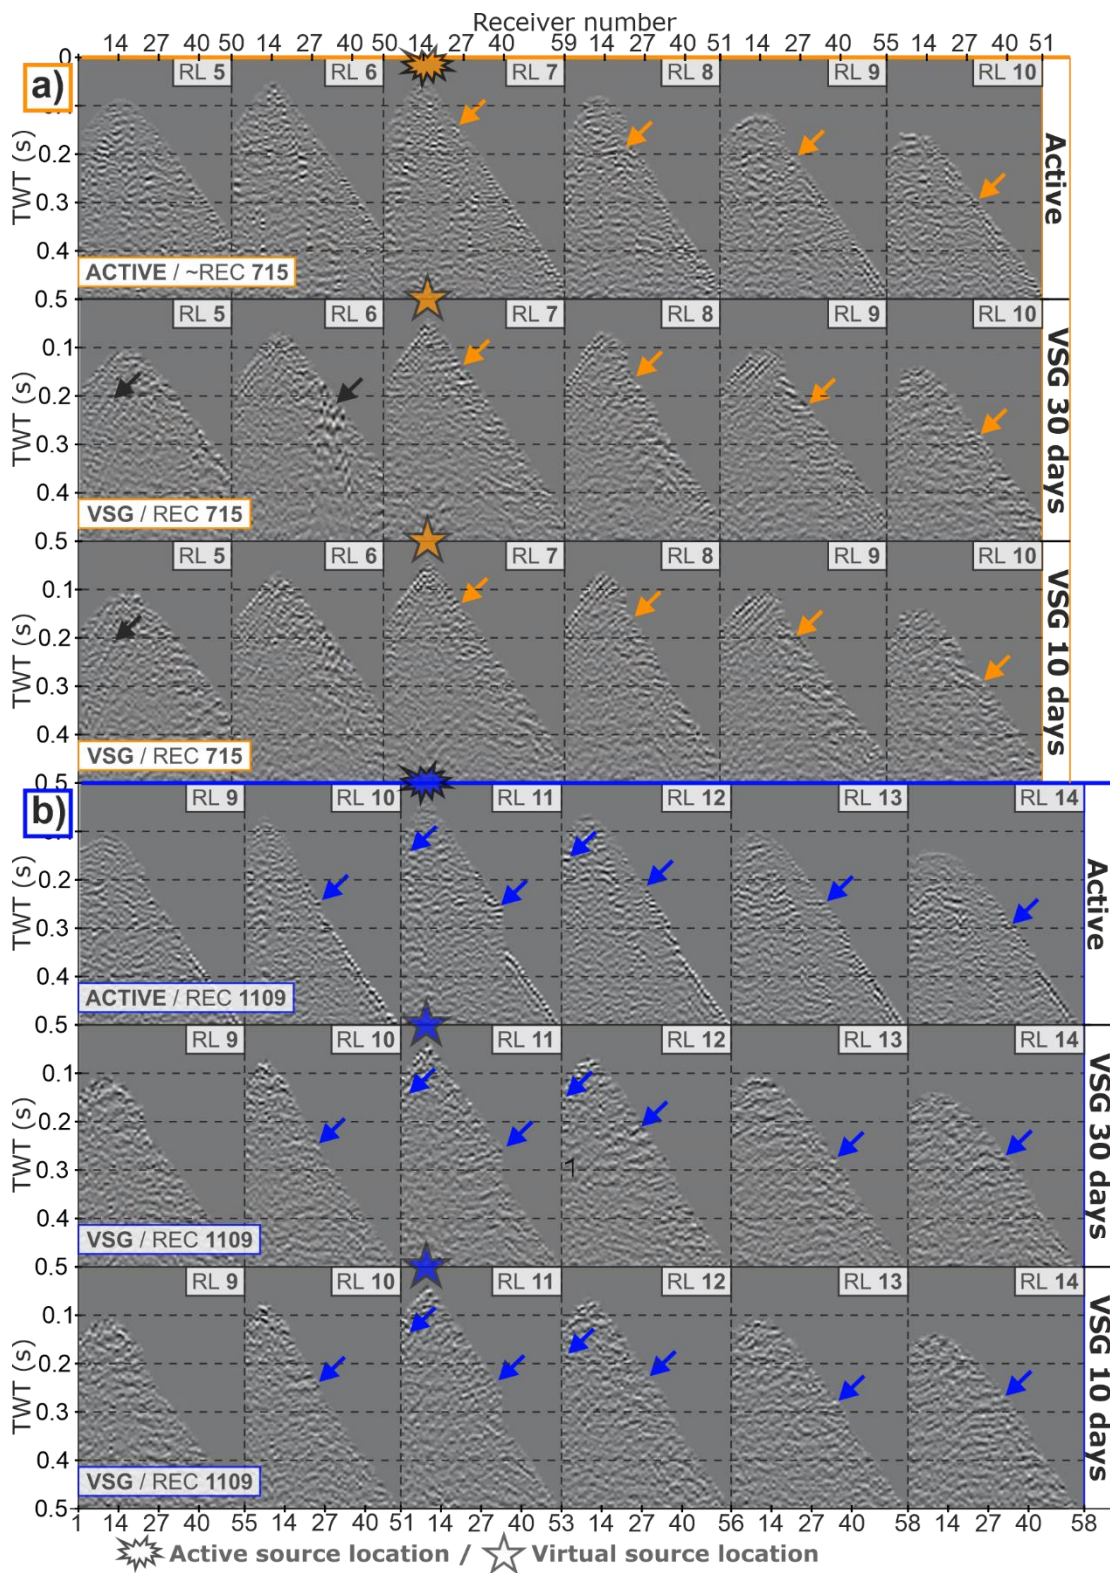 Receiver number
14 27 40 50 14 27 40 50 14 27 40 59 14 27 40 51 14 27 40 55 14 27 40 51
0
a) RL 5 RL 6 RL 7 RL 8 RL 9 RL 10
TWT (s) 0.2 0.3 0.4 0.5
Active
ACTIVE / ~REC 715
RL 5 RL 6 RL 7 RL 8 RL 9 RL 10
TWT (s) 0.1 0.2 0.3 0.4 0.5
VSG 30 days
VSG / REC 715
RL 5 RL 6 RL 7 RL 8 RL 9 RL 10
TWT (s) 0.1 0.2 0.3 0.4 0.5
VSG 10 days
VSG / REC 715
b) RL 9 RL 10 RL 11 RL 12 RL 13 RL 14
TWT (s) 0.2 0.3 0.4 0.5
Active
ACTIVE / REC 1109
RL 9 RL 10 RL 11 RL 12 RL 13 RL 14
TWT (s) 0.1 0.2 0.3 0.4 0.5
VSG 30 days
VSG / REC 1109
RL 9 RL 10 RL 11 RL 12 RL 13 RL 14
TWT (s) 0.1 0.2 0.3 0.4 0.5
VSG 10 days
VSG / REC 1109
1 14 27 40 55 14 27 40 51 14 27 40 53 14 27 40 56 14 27 40 58 14 27 40 58
Active source location / Virtual source location